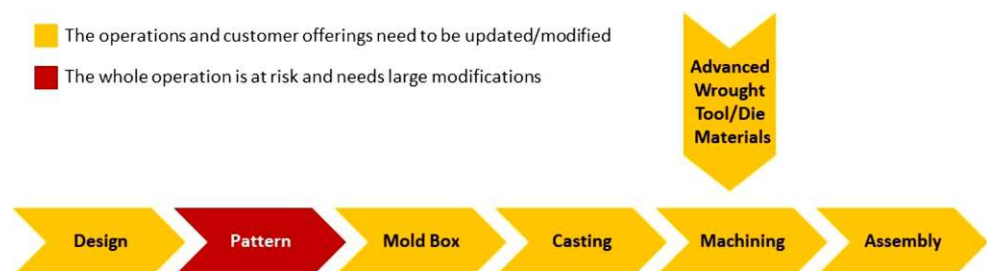 The operations and customer offerings need to be updated/modified
The whole operation is at risk and needs large modifications
Advanced
Wrought
Tool/Die
Materials
Design
Pattern
Mold Box
Casting
Machining
Assembly